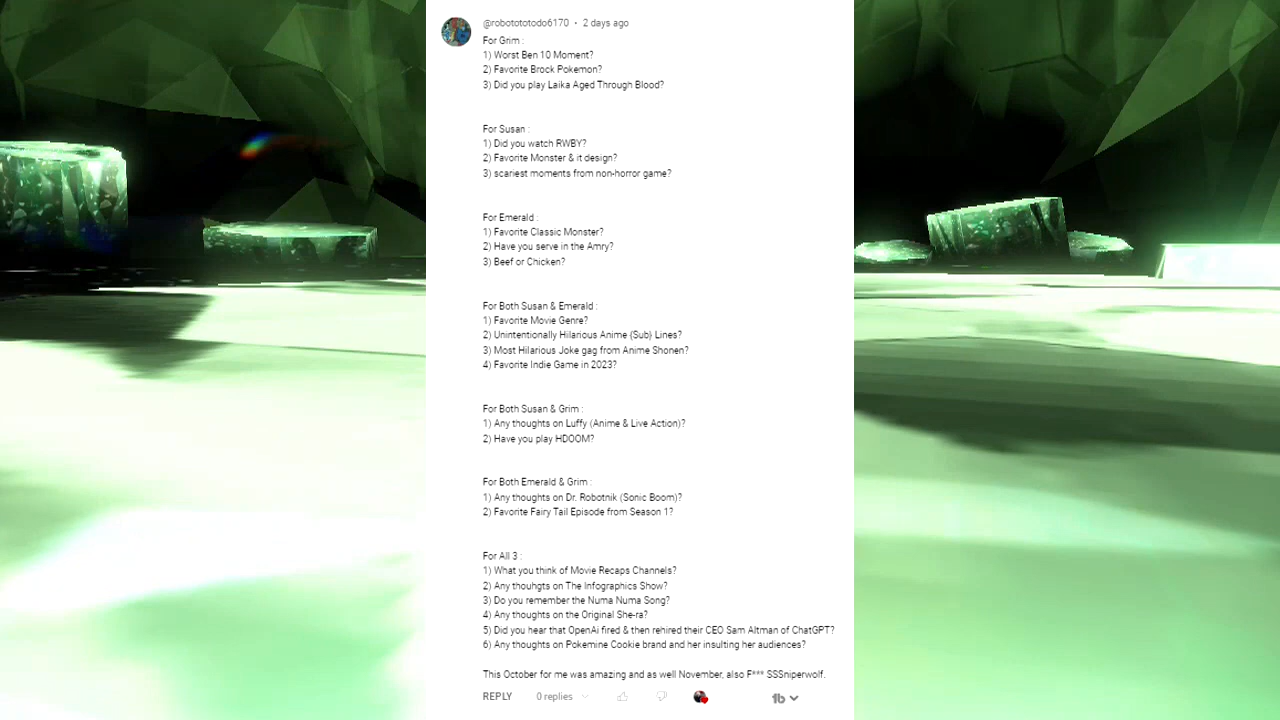 @robotototodo6170 • 2 days ago
For Grim :
1) Worst Ben 10 Moment?
2) Favorite Brock Pokemon?
3) Did you play Laika Aged Through Blood?
For Susan :
1) Did you watch RWBY?
2) Favorite Monster & it design?
3) scariest moments from non-horror game?
For Emerald :
1) Favorite Classic Monster?
2) Have you serve in the Amry?
3) Beef or Chicken?
For Both Susan & Emerald :
1) Favorite Movie Genre?
2) Unintentionally Hilarious Anime (Sub) Lines?
3) Most Hilarious Joke gag from Anime Shonen?
4) Favorite Indie Game in 2023?
For Both Susan & Grim :
1) Any thoughts on Luffy (Anime & Live Action)?
2) Have you play HDOOM?
For Both Emerald & Grim :
1) Any thoughts on Dr. Robotnik (Sonic Boom)?
2) Favorite Fairy Tail Episode from Season 1?
For All 3 :
1) What you think of Movie Recaps Channels?
2) Any thouhgts on The Infographics Show?
3) Do you remember the Numa Numa Song?
4) Any thoughts on the Original She-ra?
5) Did you hear that OpenAi fired & then rehired their CEO Sam Altman of ChatGPT?
6) Any thoughts on Pokemine Cookie brand and her insulting her audiences?
This October for me was amazing and as well November, also F*** SSSniperwolf.
REPLY 0 replies